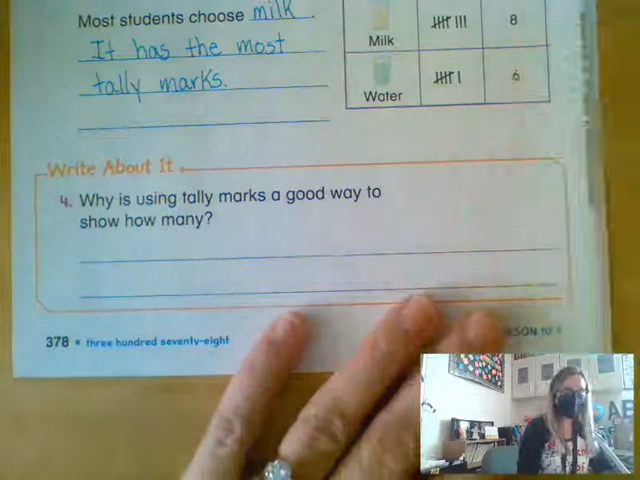 Most students choose milk.
It has the most
tally marks.
Milk 8
Water 6
Write About It
4. Why is using tally marks a good way to
show how many?
378 • three hundred seventy-eight